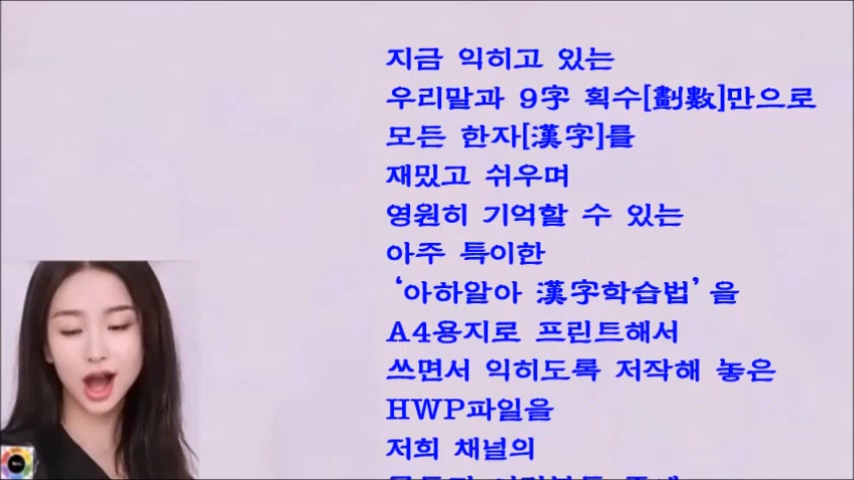 지금 익히고 있는
우리말과 9字 획수[劃數]만으로
모든 한자[漢字]를
재밌고 쉬우며
영원히 기억할 수 있는
아주 특이한
‘아하알아 漢字학습법’을
A4용지로 프린트해서
쓰면서 익히도록 저작해 놓은
HWP파일을
저희 채널의